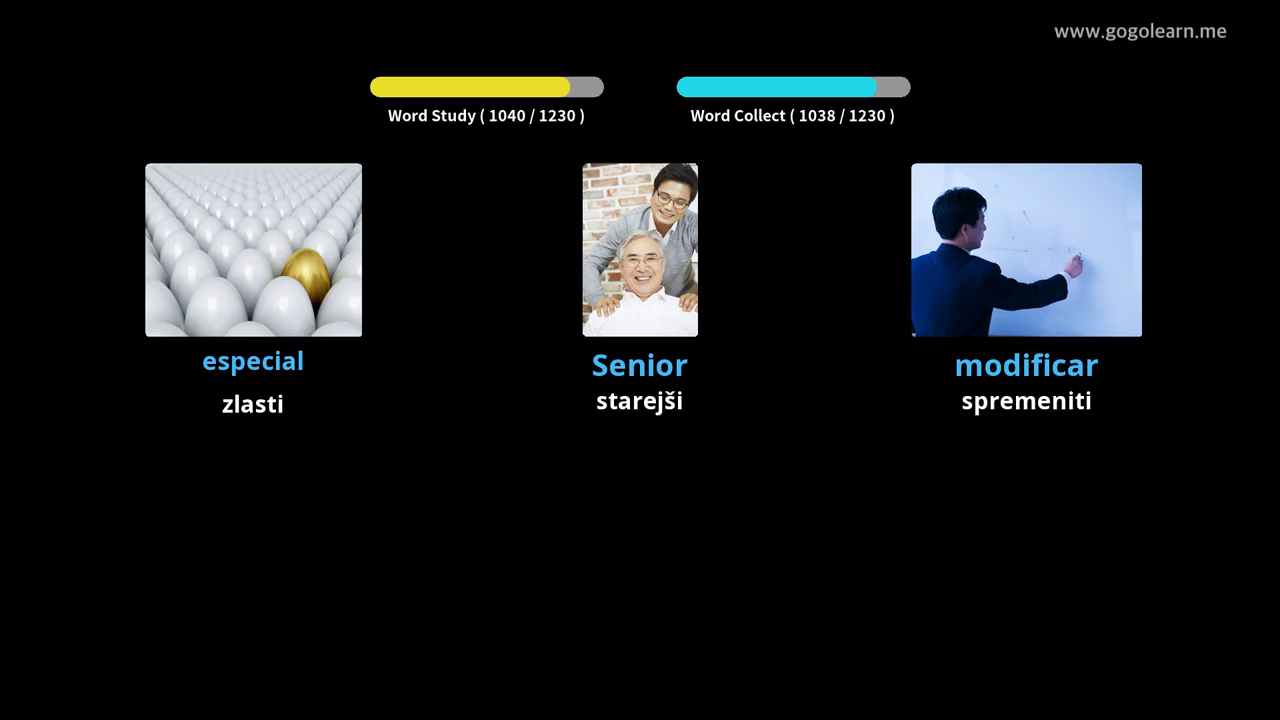 www.gogolearn.me
Word Study ( 1040 / 1230 )
Word Collect ( 1038 / 1230 )
especial
zlasti
Senior
starejši
modificar
spremeniti